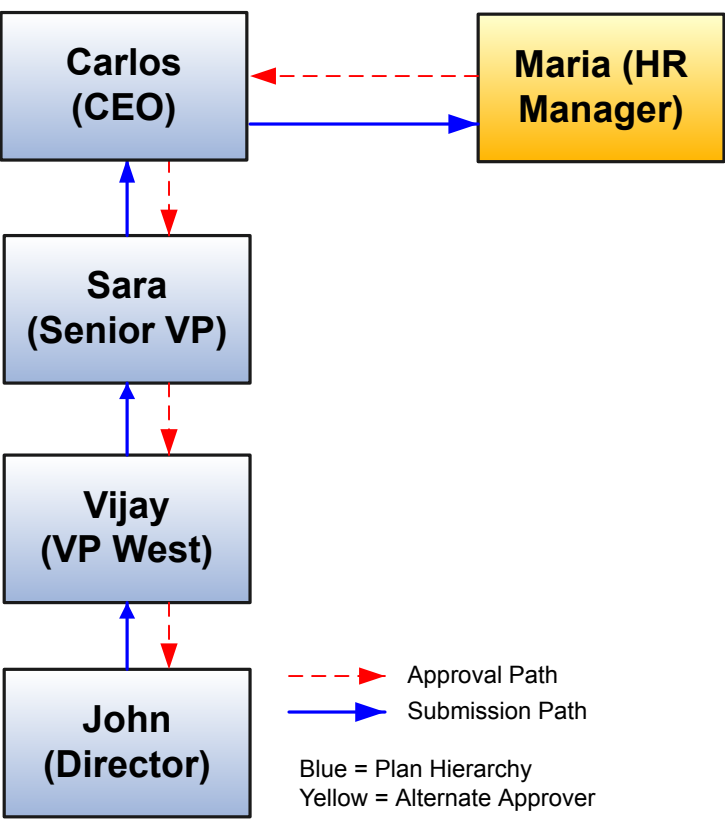 Carlos
(CEO)
Maria (HR
Manager)
Sara
(Senior VP)
Vijay
(VP West)
John
(Director)
Approval Path
Submission Path
Blue = Plan Hierarchy
Yellow = Alternate Approver